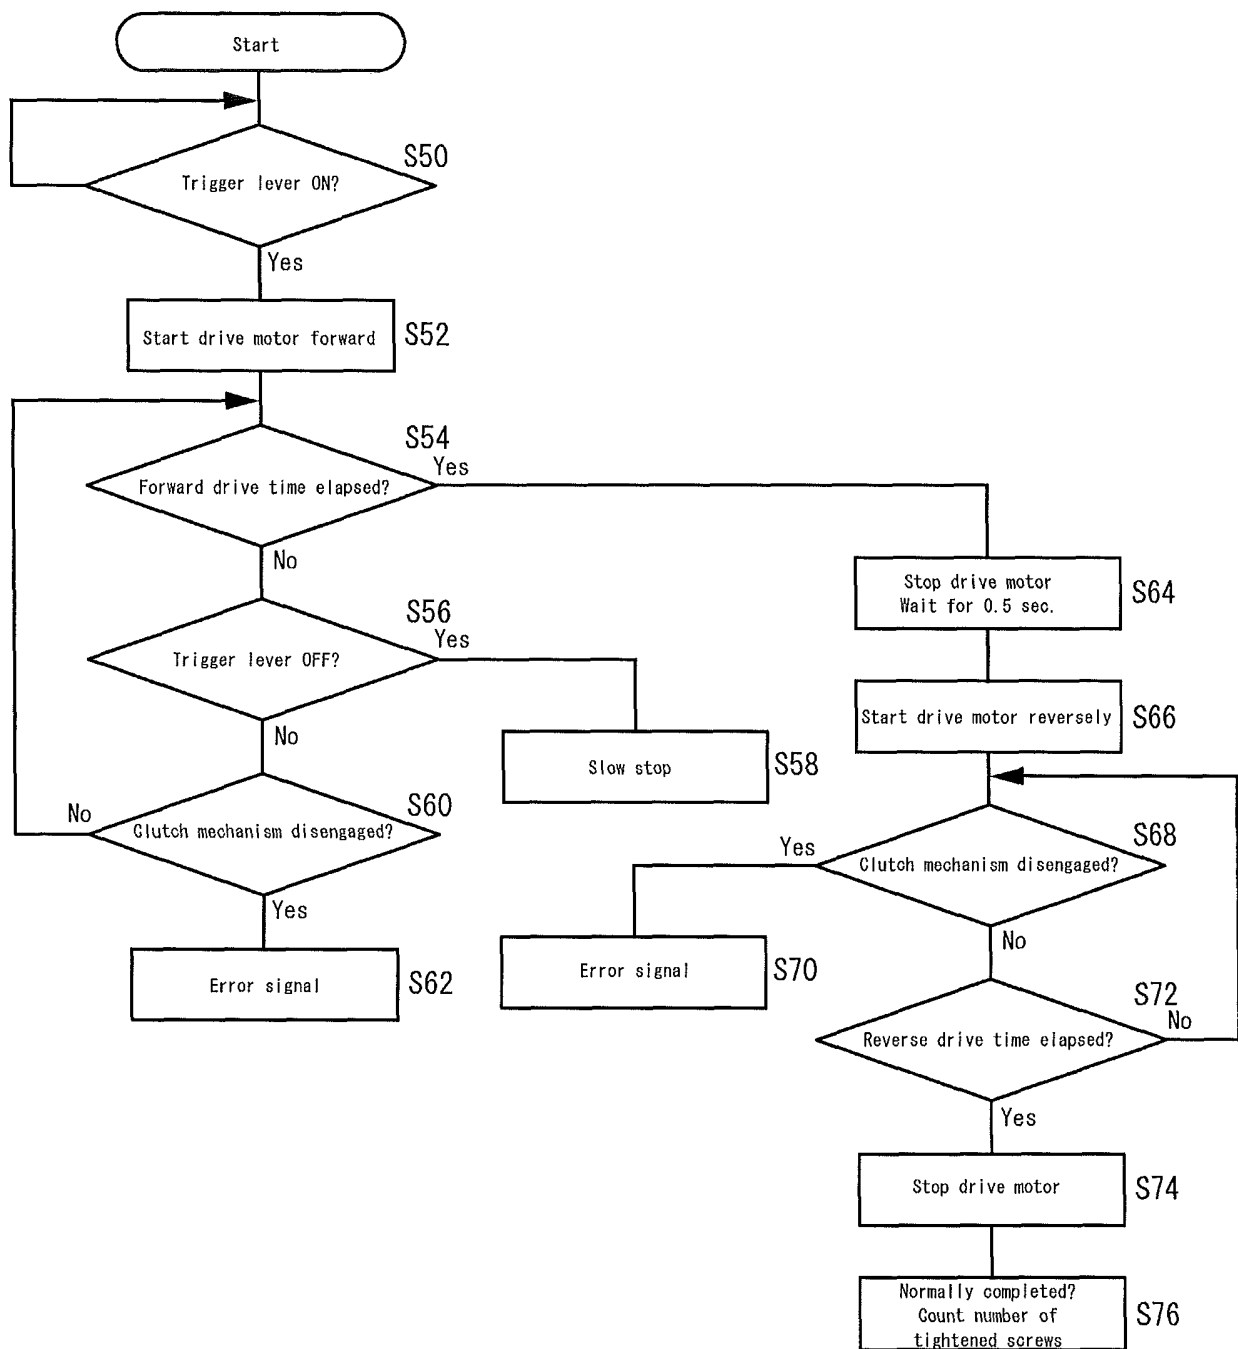 Start
S50
Trigger lever ON?
Yes
Start drive motor forward
S52
S54
Yes
Forward drive time elapsed?
No
S56
Yes
Trigger lever OFF?
No
Slow stop
S58
S60
No
Clutch mechanism disengaged?
Yes
Error signal
S62
Stop drive motor
Wait for 0.5 sec.
S64
Start drive motor reversely
S66
S68
Yes
Clutch mechanism disengaged?
No
Error signal
S70
S72
No
Reverse drive time elapsed?
Yes
Stop drive motor
S74
Normally completed?
Count number of
tightened screws
S76